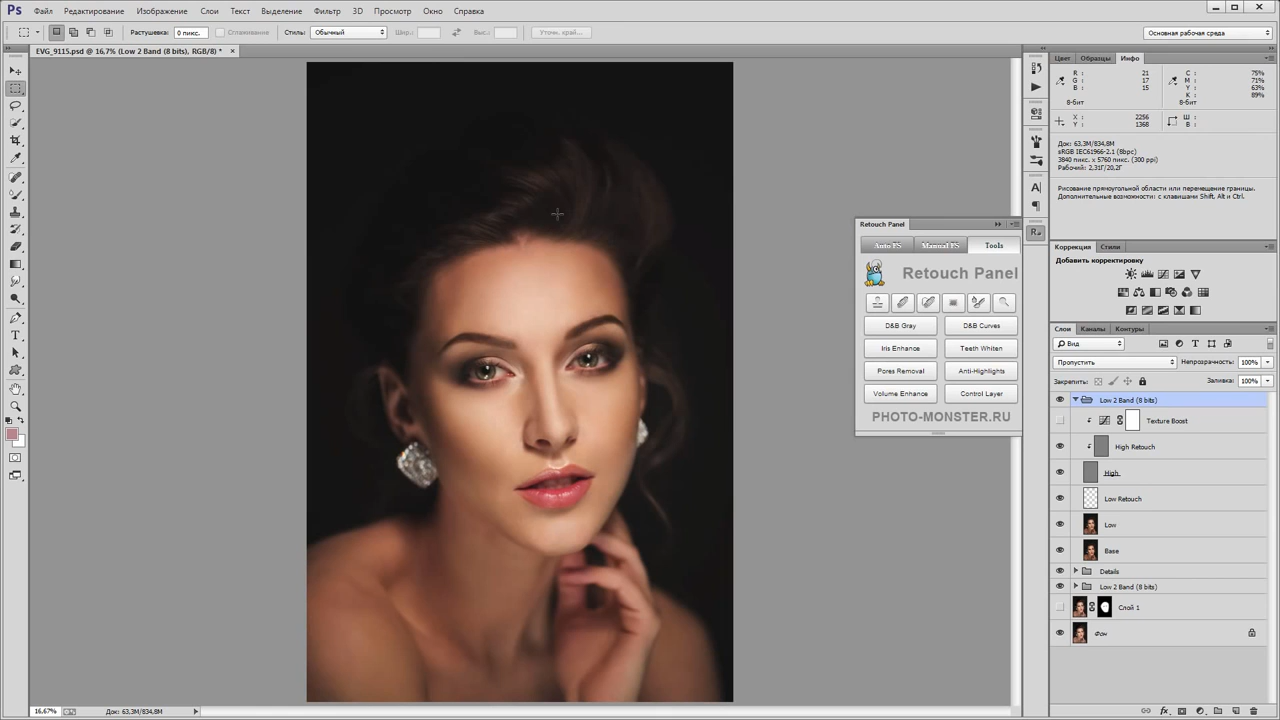 Ps Файл Редактирование Изображение Слои Текст Выделение Фильтр 3D Просмотр Окно Справка
Растушевка: 0 пикс. Сглаживание Стиль: Обычный Шир.: Выс.: Уточн. край... Основная рабочая среда
EVG_9115.psd @ 16,7% (Low 2 Band (8 bits), RGB/8) * ×
Цвет Образцы Инфо
R : 21 C : 75%
G : 17 M : 71%
B : 15 Y : 63%
K : 89%
8-бит 8-бит
X : 2256 Ш :
Y : 1368 В :
Док: 63,3M/834,8M
sRGB IEC61966-2.1 (8bpc)
3840 пикс. x 5760 пикс. (300 ppi)
Рабочий: 2,31Г/20,2Г
Рисование прямоугольной области или перемещение границы.
Дополнительные возможности с клавишами Shift, Alt и Ctrl.
Retouch Panel
Auto FS Manual FS Tools
Retouch Panel
D&B Gray D&B Curves
Iris Enhance Teeth Whiten
Pores Removal Anti-Highlights
Volume Enhance Control Layer
PHOTO-MONSTER.RU
Коррекция Стили
Добавить корректировку
Слои Каналы Контуры
Вид
Пропустить Непрозрачность: 100%
Закрепить: Заливка: 100%
Low 2 Band (8 bits)
Texture Boost
High Retouch
High
Low Retouch
Low
Base
Details
Low 2 Band (8 bits)
Слой 1
Фон
16,67% Док: 63,3M/834,8M